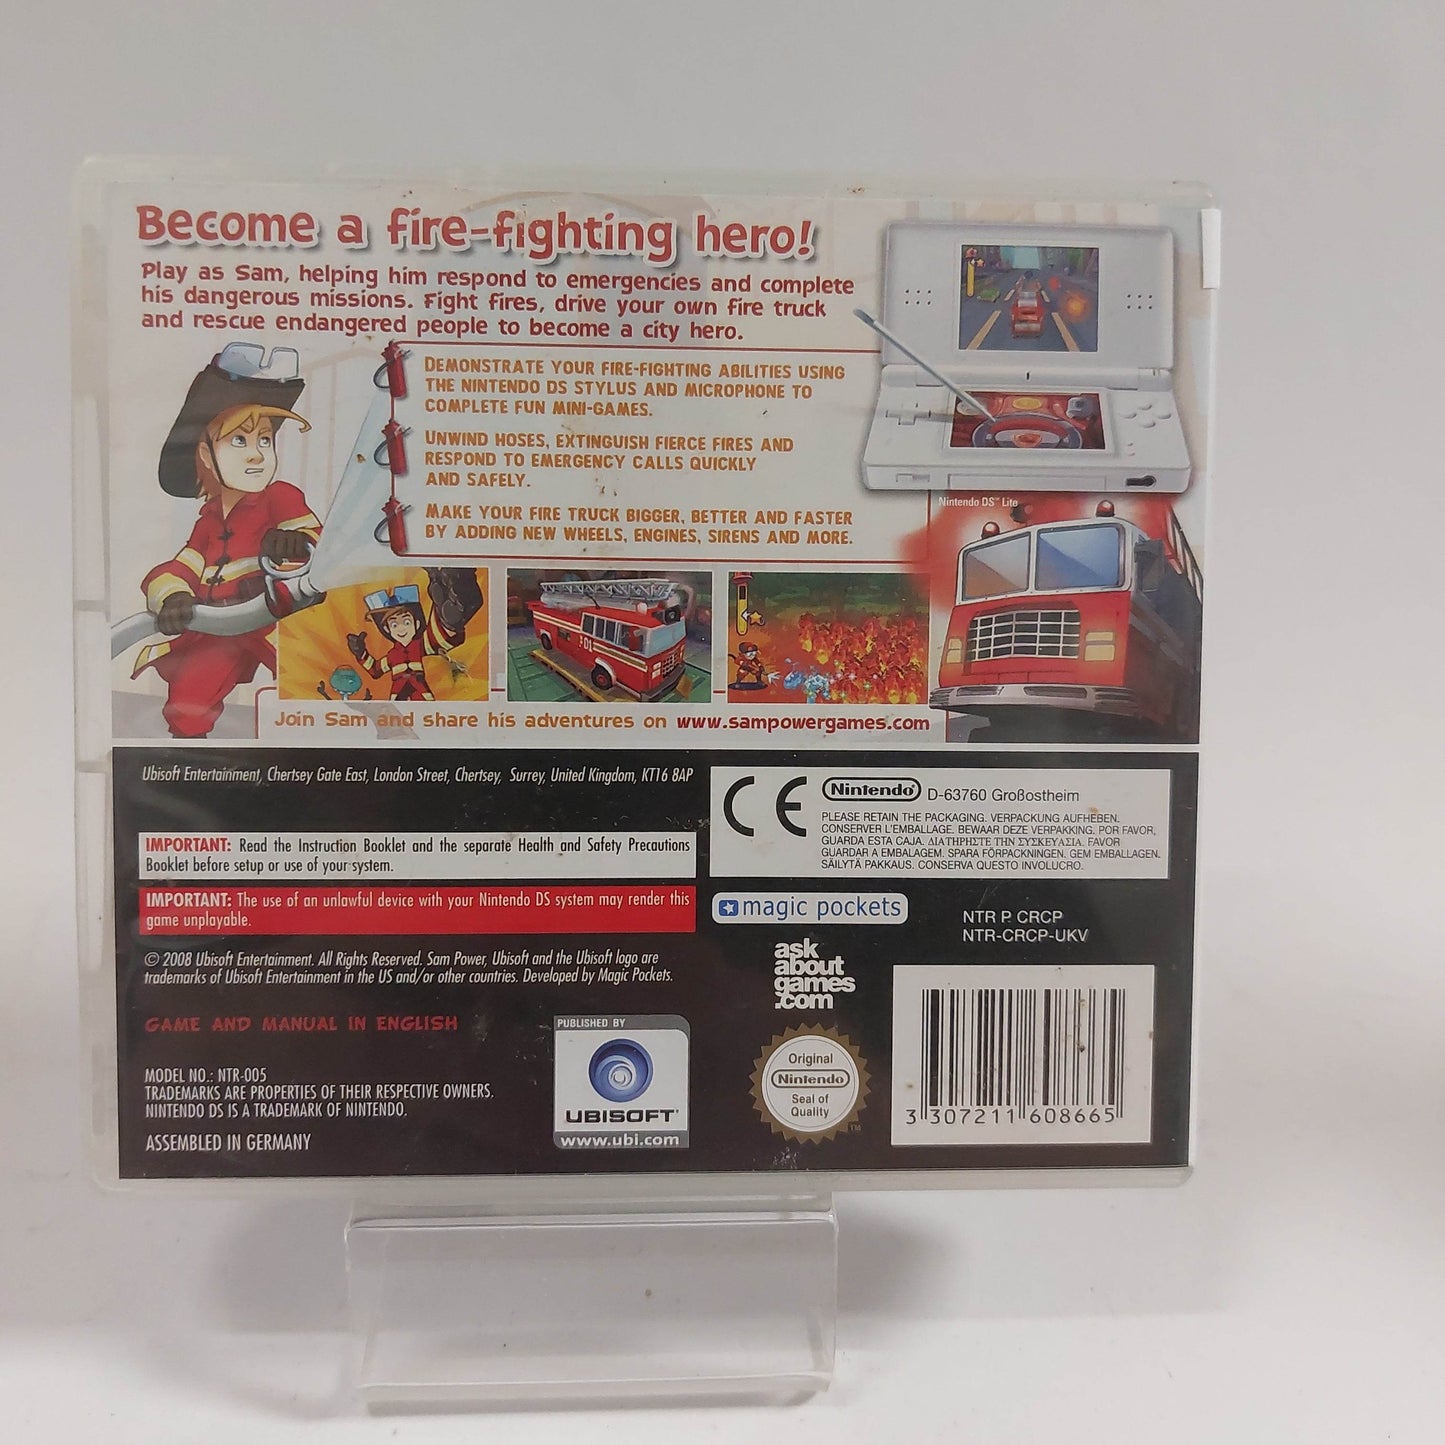 Become a fire-fighting hero!
Play as Sam, helping him respond to emergencies and complete
his dangerous missions. Fight fires, drive your own fire truck
and rescue endangered people to become a city hero.
DEMONSTRATE YOUR FIRE-FIGHTING ABILITIES USING
THE NINTENDO DS STYLUS AND MICROPHONE TO
COMPLETE FUN MINI-GAMES.
UNWIND HOSES, EXTINGUISH FIERCE FIRES AND
RESPOND TO EMERGENCY CALLS QUICKLY
AND SAFELY.
MAKE YOUR FIRE TRUCK BIGGER, BETTER AND FASTER
BY ADDING NEW WHEELS, ENGINES, SIRENS AND MORE.
Nintendo DS™ Lite
Join Sam and share his adventures on www.sampowergames.com
Ubisoft Entertainment, Chertsey Gate East, London Street, Chertsey, Surrey, United Kingdom, KT16 8AP
IMPORTANT: Read the Instruction Booklet and the separate Health and Safety Precautions
Booklet before setup or use of your system.
IMPORTANT: The use of an unlawful device with your Nintendo DS system may render this
game unplayable.
© 2008 Ubisoft Entertainment. All Rights Reserved. Sam Power, Ubisoft and the Ubisoft logo are
trademarks of Ubisoft Entertainment in the US and/or other countries. Developed by Magic Pockets.
GAME AND MANUAL IN ENGLISH
MODEL NO.: NTR-005
TRADEMARKS ARE PROPERTIES OF THEIR RESPECTIVE OWNERS.
NINTENDO DS IS A TRADEMARK OF NINTENDO.
ASSEMBLED IN GERMANY
PUBLISHED BY
UBISOFT
www.ubi.com
CE
Nintendo D-63760 Großostheim
PLEASE RETAIN THE PACKAGING. VERPACKUNG AUFHEBEN.
CONSERVER L'EMBALLAGE. BEWAAR DEZE VERPAKKING. POR FAVOR,
GUARDA ESTA CAJA. ΔΙΑΤΗΡΗΣΤΕ ΤΗΝ ΣΥΣΚΕΥΑΣΙΑ. FAVOR
GUARDAR A EMBALAGEM. SPARA FÖRPACKNINGEN. GEM EMBALLAGEN.
SÄILYTÄ PAKKAUS. CONSERVA QUESTO INVOLUCRO.
magic pockets
NTR P CRCP
NTR-CRCP-UKV
ask
about
games
.com
Original
Nintendo
Seal of
Quality
TM
3 307211 608665